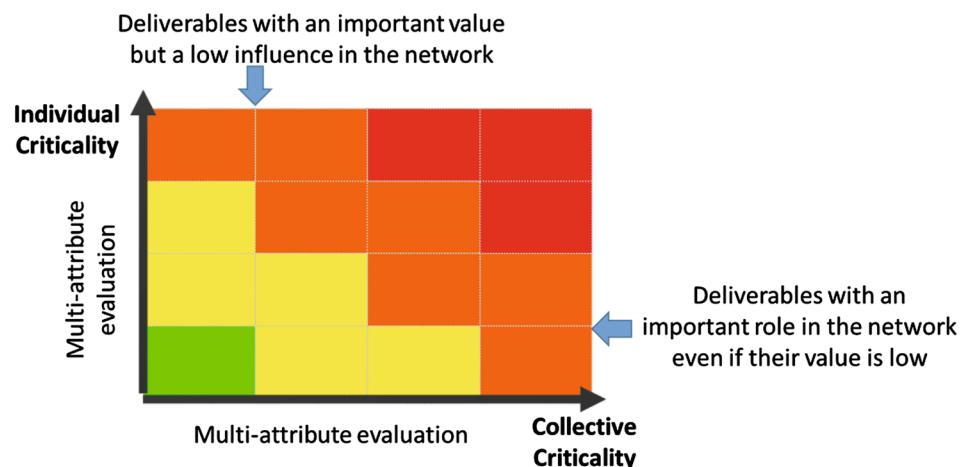 Deliverables with an important value
but a low influence in the network
Individual
Criticality
Multi-attribute
evaluation
Deliverables with an
important role in the network
even if their value is low
Multi-attribute evaluation
Collective
Criticality